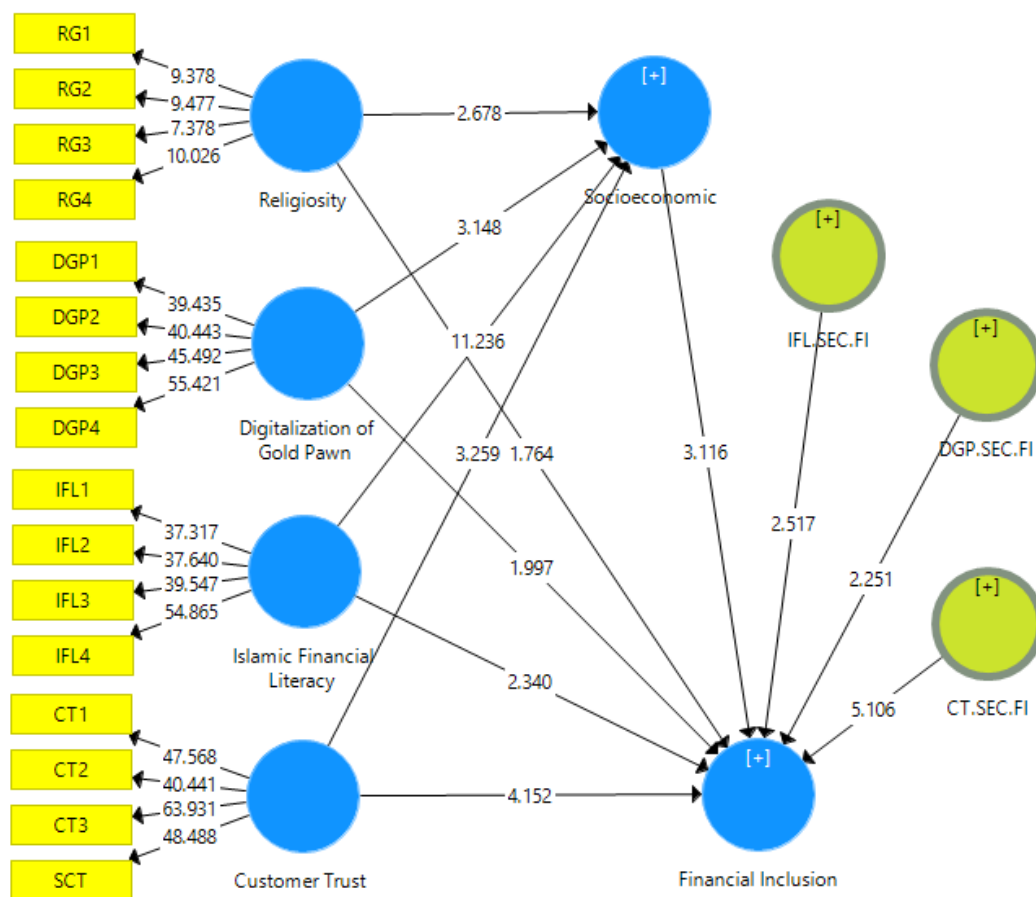 RG1
9.378
RG2
9.477
RG3
7.378
10.026
RG4
Religiosity
2.678
[+]
Socioeconomic
3.148
DGP1
39.435
DGP2
40.443
DGP3
45.492
55.421
DGP4
Digitalization of
Gold Pawn
11.236
3.259
1.764
3.116
[+]
IFL.SEC.FI
[+]
DGP.SEC.FI
IFL1
37.317
IFL2
37.640
IFL3
39.547
54.865
IFL4
Islamic Financial
Literacy
1.997
2.517
2.251
2.340
[+]
CT.SEC.FI
5.106
CT1
47.568
CT2
40.441
CT3
63.931
48.488
SCT
Customer Trust
4.152
[+]
Financial Inclusion